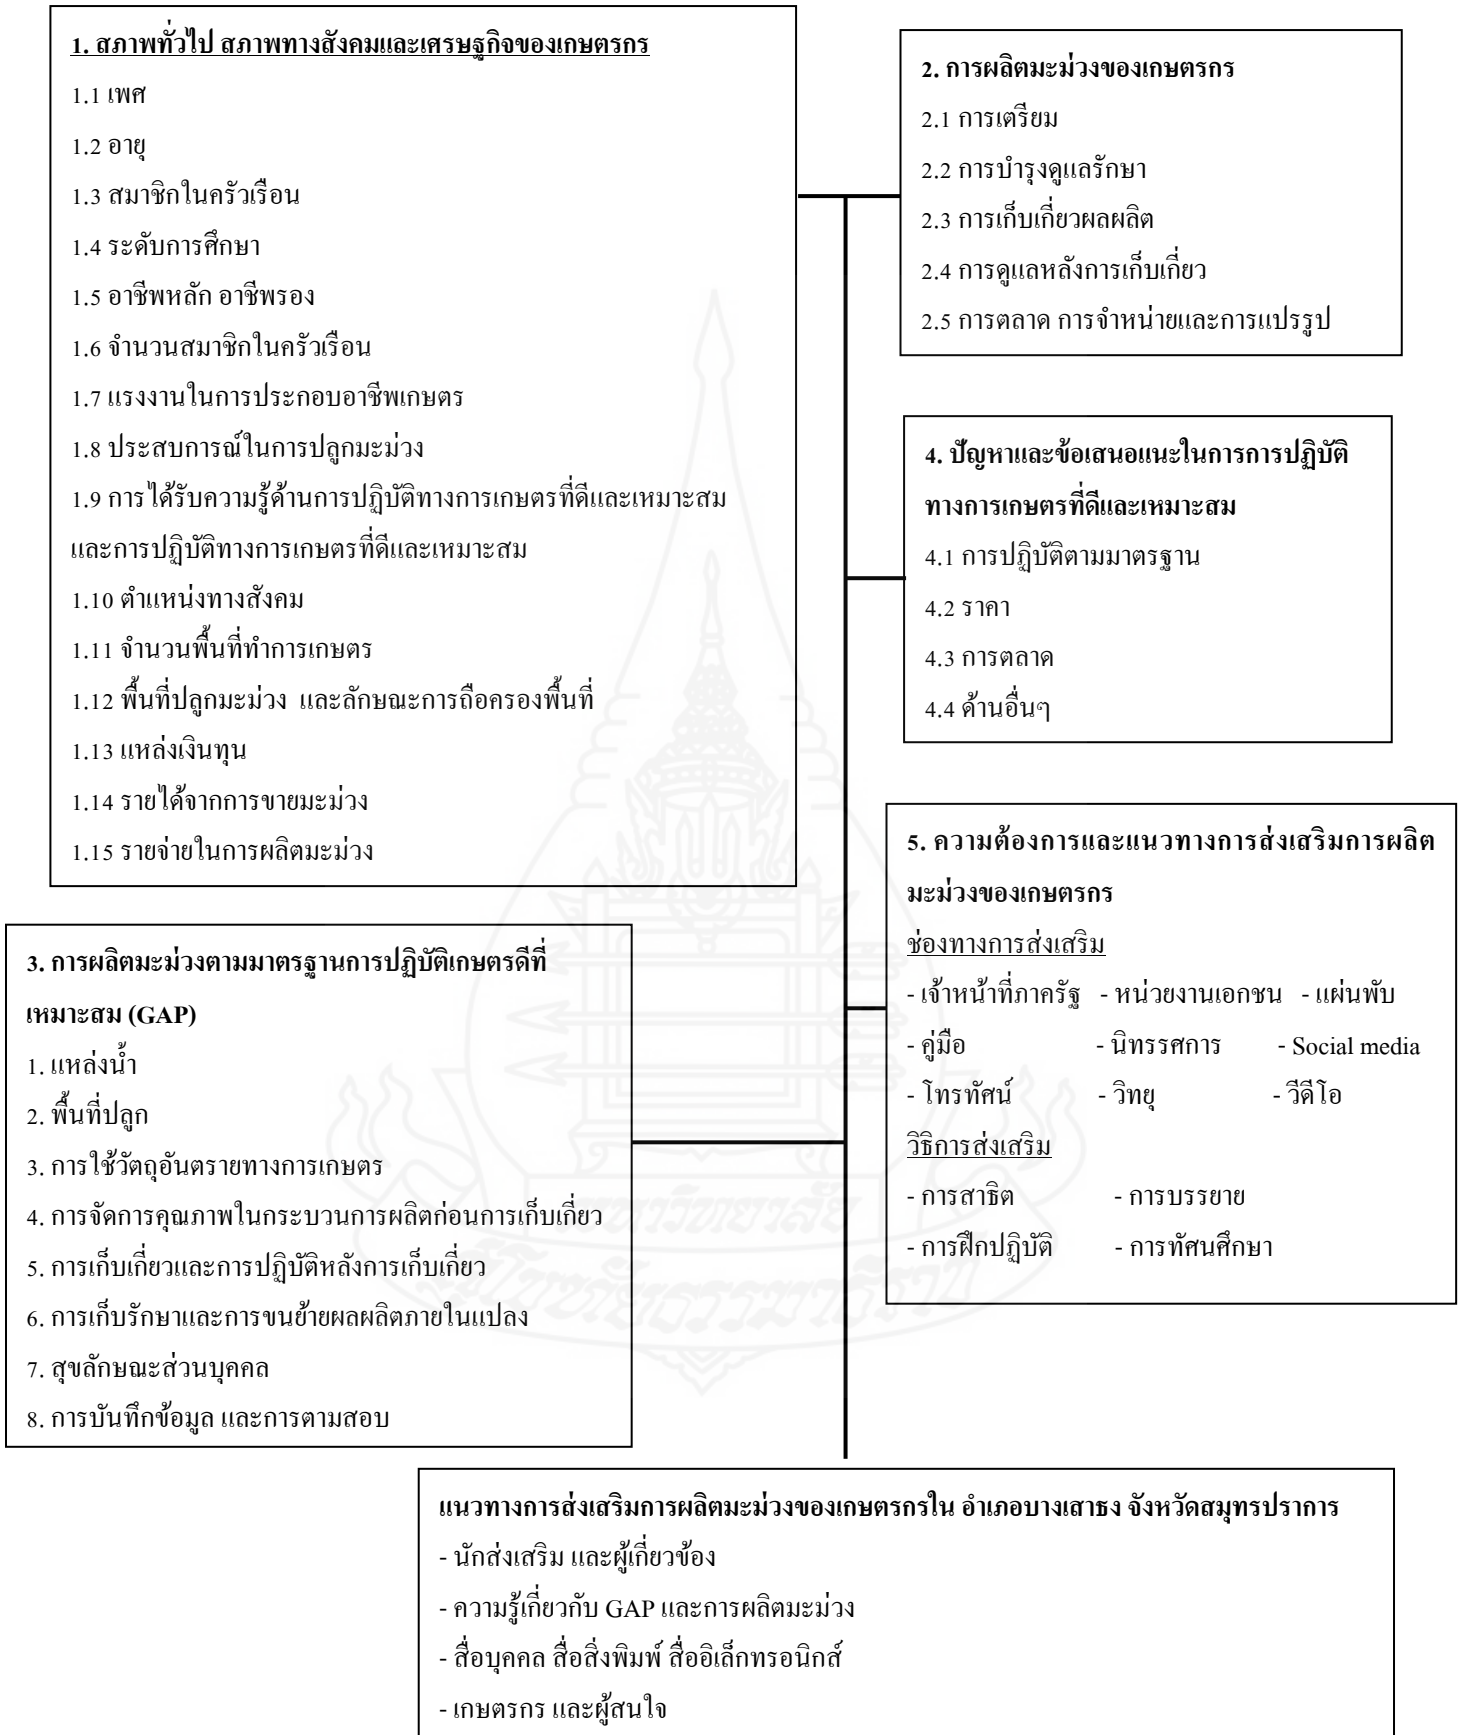 1. สภาพทั่วไป สภาพทางสังคมและเศรษฐกิจของเกษตรกร
1.1 เพศ
1.2 อายุ
1.3 สมาชิกในครัวเรือน
1.4 ระดับการศึกษา
1.5 อาชีพหลัก อาชีพรอง
1.6 จำนวนสมาชิกในครัวเรือน
1.7 แรงงานในการประกอบอาชีพเกษตร
1.8 ประสบการณ์ในการปลูกมะม่วง
1.9 การได้รับความรู้ด้านการปฏิบัติทางการเกษตรที่ดีและเหมาะสม
และการปฏิบัติทางการเกษตรที่ดีและเหมาะสม
1.10 ตำแหน่งทางสังคม
1.11 จำนวนพื้นที่ทำการเกษตร
1.12 พื้นที่ปลูกมะม่วง และลักษณะการถือครองพื้นที่
1.13 แหล่งเงินทุน
1.14 รายได้จากการขายมะม่วง
1.15 รายจ่ายในการผลิตมะม่วง
2. การผลิตมะม่วงของเกษตรกร
2.1 การเตรียม
2.2 การบำรุงดูแลรักษา
2.3 การเก็บเกี่ยวผลผลิต
2.4 การดูแลหลังการเก็บเกี่ยว
2.5 การตลาด การจำหน่ายและการแปรรูป
3. การผลิตมะม่วงตามมาตรฐานการปฏิบัติเกษตรดีที่
เหมาะสม (GAP)
1. แหล่งน้ำ
2. พื้นที่ปลูก
3. การใช้วัตถุอันตรายทางการเกษตร
4. การจัดการคุณภาพในกระบวนการผลิตก่อนการเก็บเกี่ยว
5. การเก็บเกี่ยวและการปฏิบัติหลังการเก็บเกี่ยว
6. การเก็บรักษาและการขนย้ายผลผลิตภายในแปลง
7. สุขลักษณะส่วนบุคคล
8. การบันทึกข้อมูล และการตามสอบ
4. ปัญหาและข้อเสนอแนะในการการปฏิบัติ
ทางการเกษตรที่ดีและเหมาะสม
4.1 การปฏิบัติตามมาตรฐาน
4.2 ราคา
4.3 การตลาด
4.4 ด้านอื่นๆ
5. ความต้องการและแนวทางการส่งเสริมการผลิต
มะม่วงของเกษตรกร
ช่องทางการส่งเสริม
- เจ้าหน้าที่ภาครัฐ - หน่วยงานเอกชน - แผ่นพับ
- คู่มือ - นิทรรศการ - Social media
- โทรทัศน์ - วิทยุ - วีดีโอ
วิธิการส่งเสริม
- การสาธิต - การบรรยาย
- การฝึกปฏิบัติ - การทัศนศึกษา
แนวทางการส่งเสริมการผลิตมะม่วงของเกษตรกรใน อำเภอบางเสาธง จังหวัดสมุทรปราการ
- นักส่งเสริม และผู้เกี่ยวข้อง
- ความรู้เกี่ยวกับ GAP และการผลิตมะม่วง
- สื่อบุคคล สื่อสิ่งพิมพ์ สื่ออิเล็กทรอนิกส์
- เกษตรกร และผู้สนใจ
มหาวิทยาลัย
สุโขทัยธรรมาธิราช